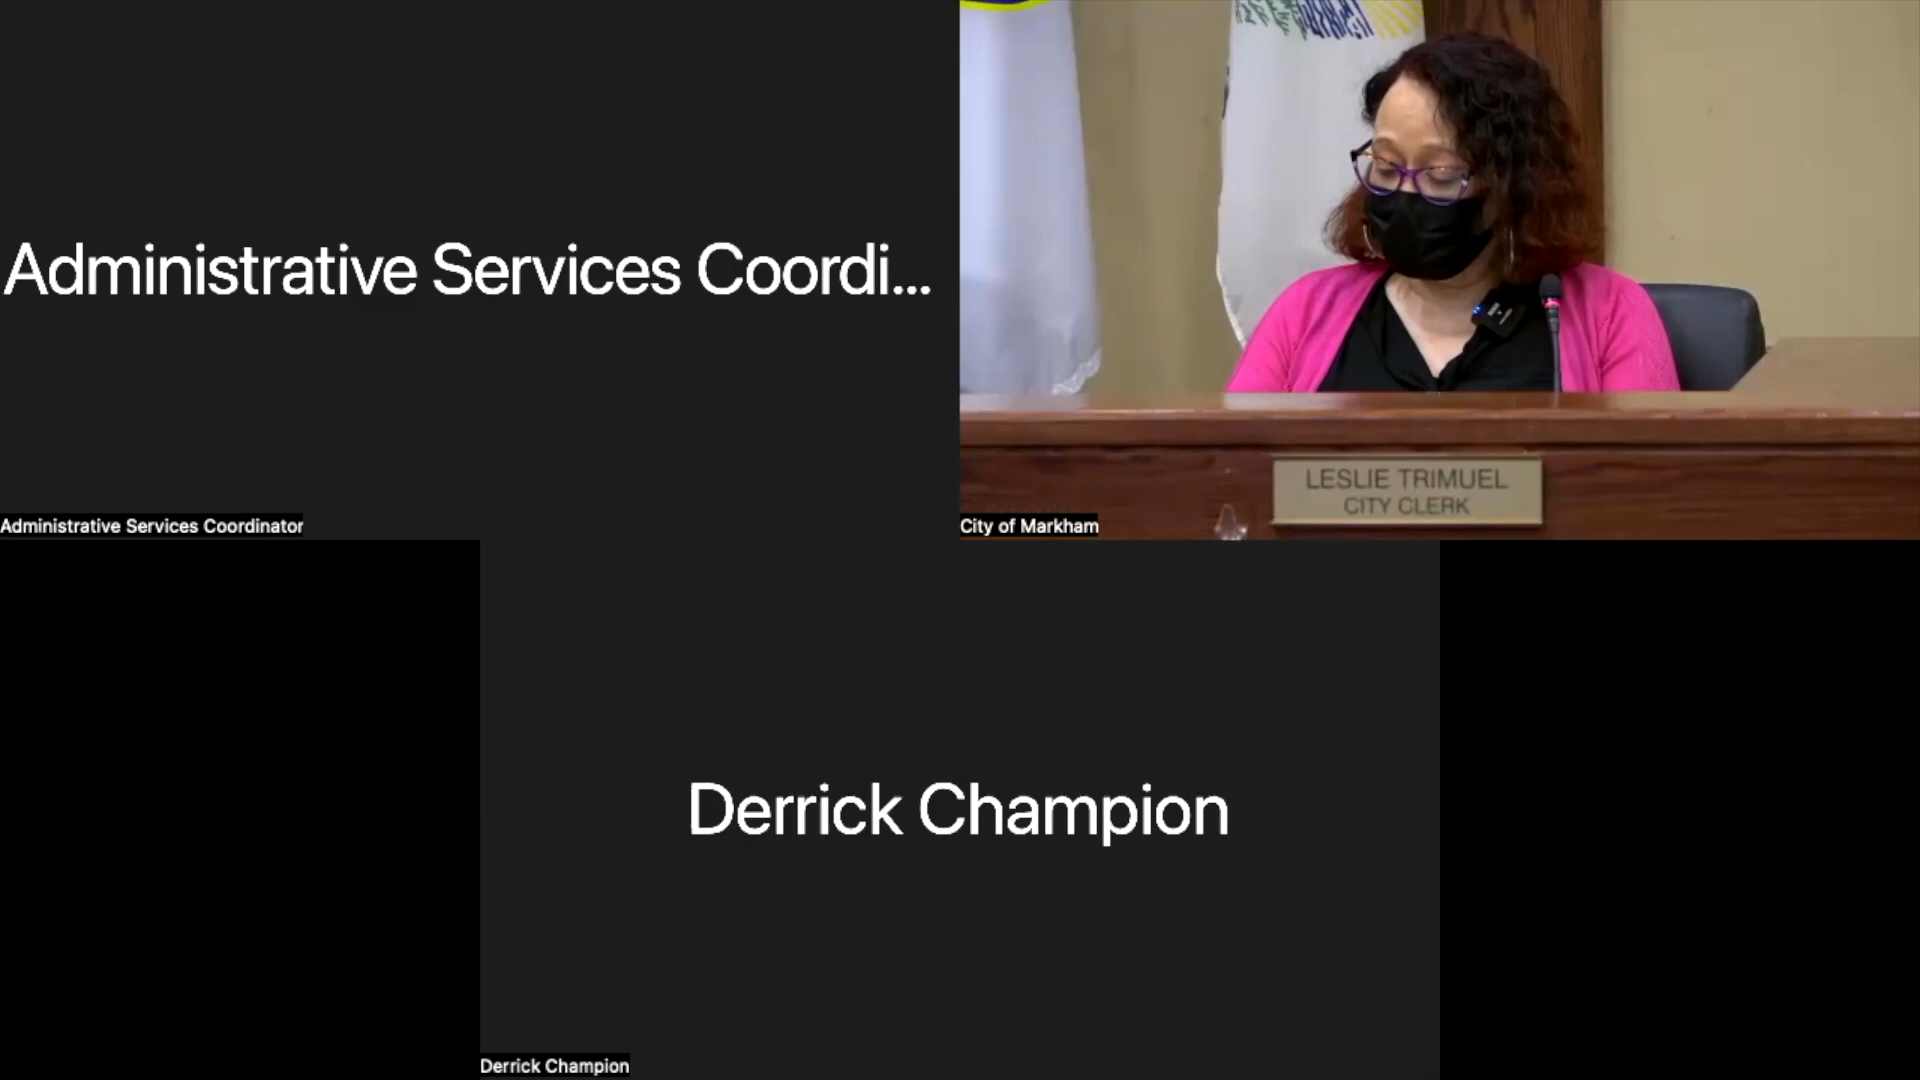 Administrative Services Coordi...
Administrative Services Coordinator
LESLIE TRIMUEL
CITY CLERK
City of Markham
Derrick Champion
Derrick Champion